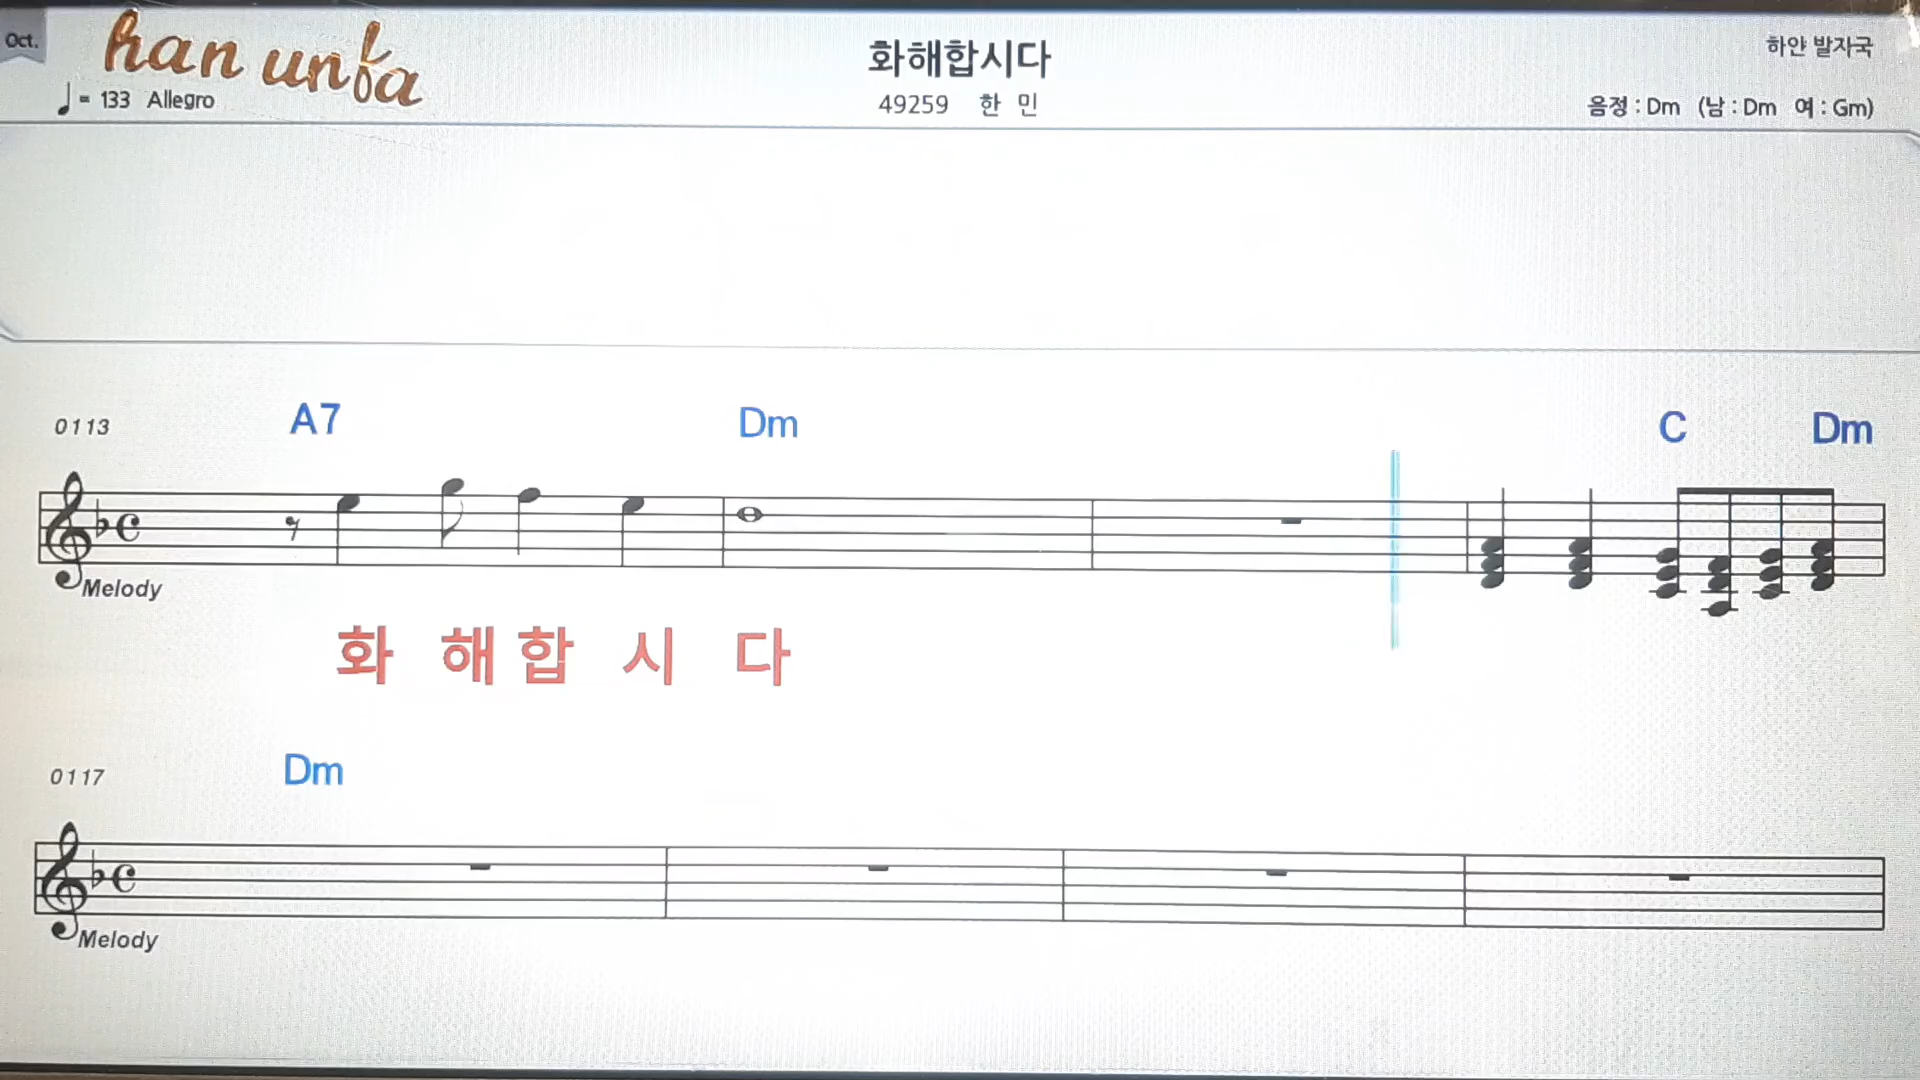 Oct.
han unfa
화해합시다
하얀 발자국
♩= 133 Allegro
49259 한 민
음정 : Dm (남 : Dm 여 : Gm)
0113 A7 Dm C Dm
Melody
화 해 합 시 다
0117 Dm
Melody